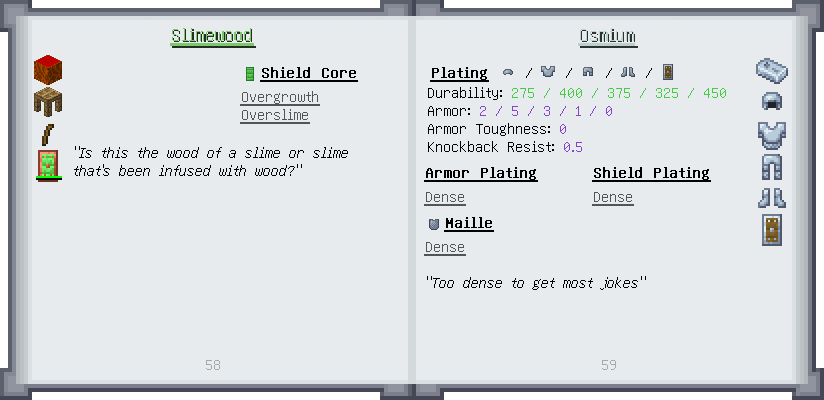 Slimewood
Shield Core
Overgrowth
Overslime
"Is this the wood of a slime or slime
that's been infused with wood?"
58
Osmium
Plating / / / /
Durability: 275 / 400 / 375 / 325 / 450
Armor: 2 / 5 / 3 / 1 / 0
Armor Toughness: 0
Knockback Resist: 0.5
Armor Plating
Shield Plating
Dense
Dense
Maille
Dense
"Too dense to get most jokes"
59